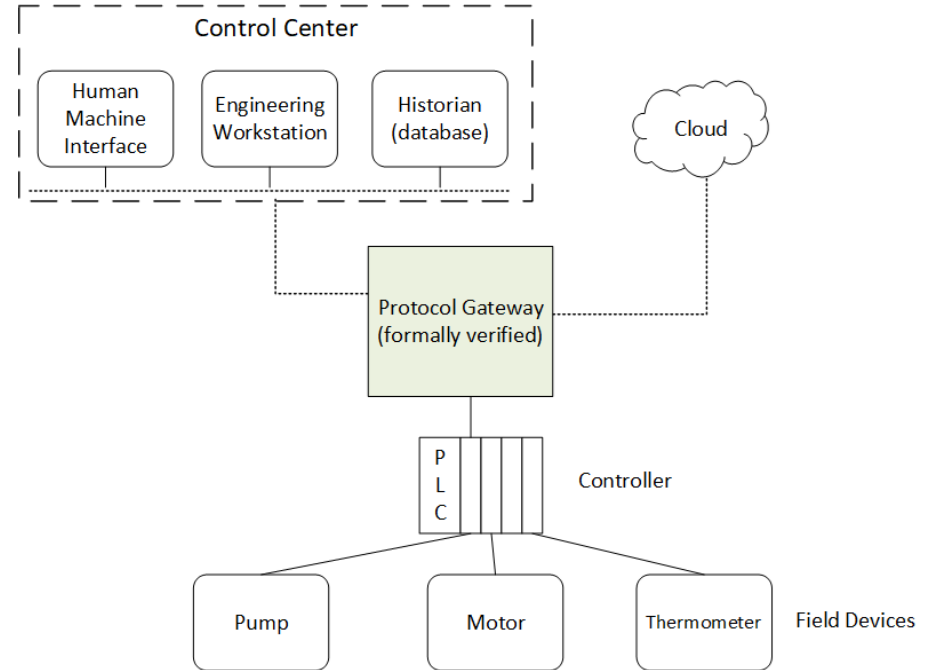 Control Center
Human
Machine
Interface
Engineering
Workstation
Historian
(database)
Cloud
Protocol Gateway
(formally verified)
P
L
C
Controller
Pump
Motor
Thermometer
Field Devices